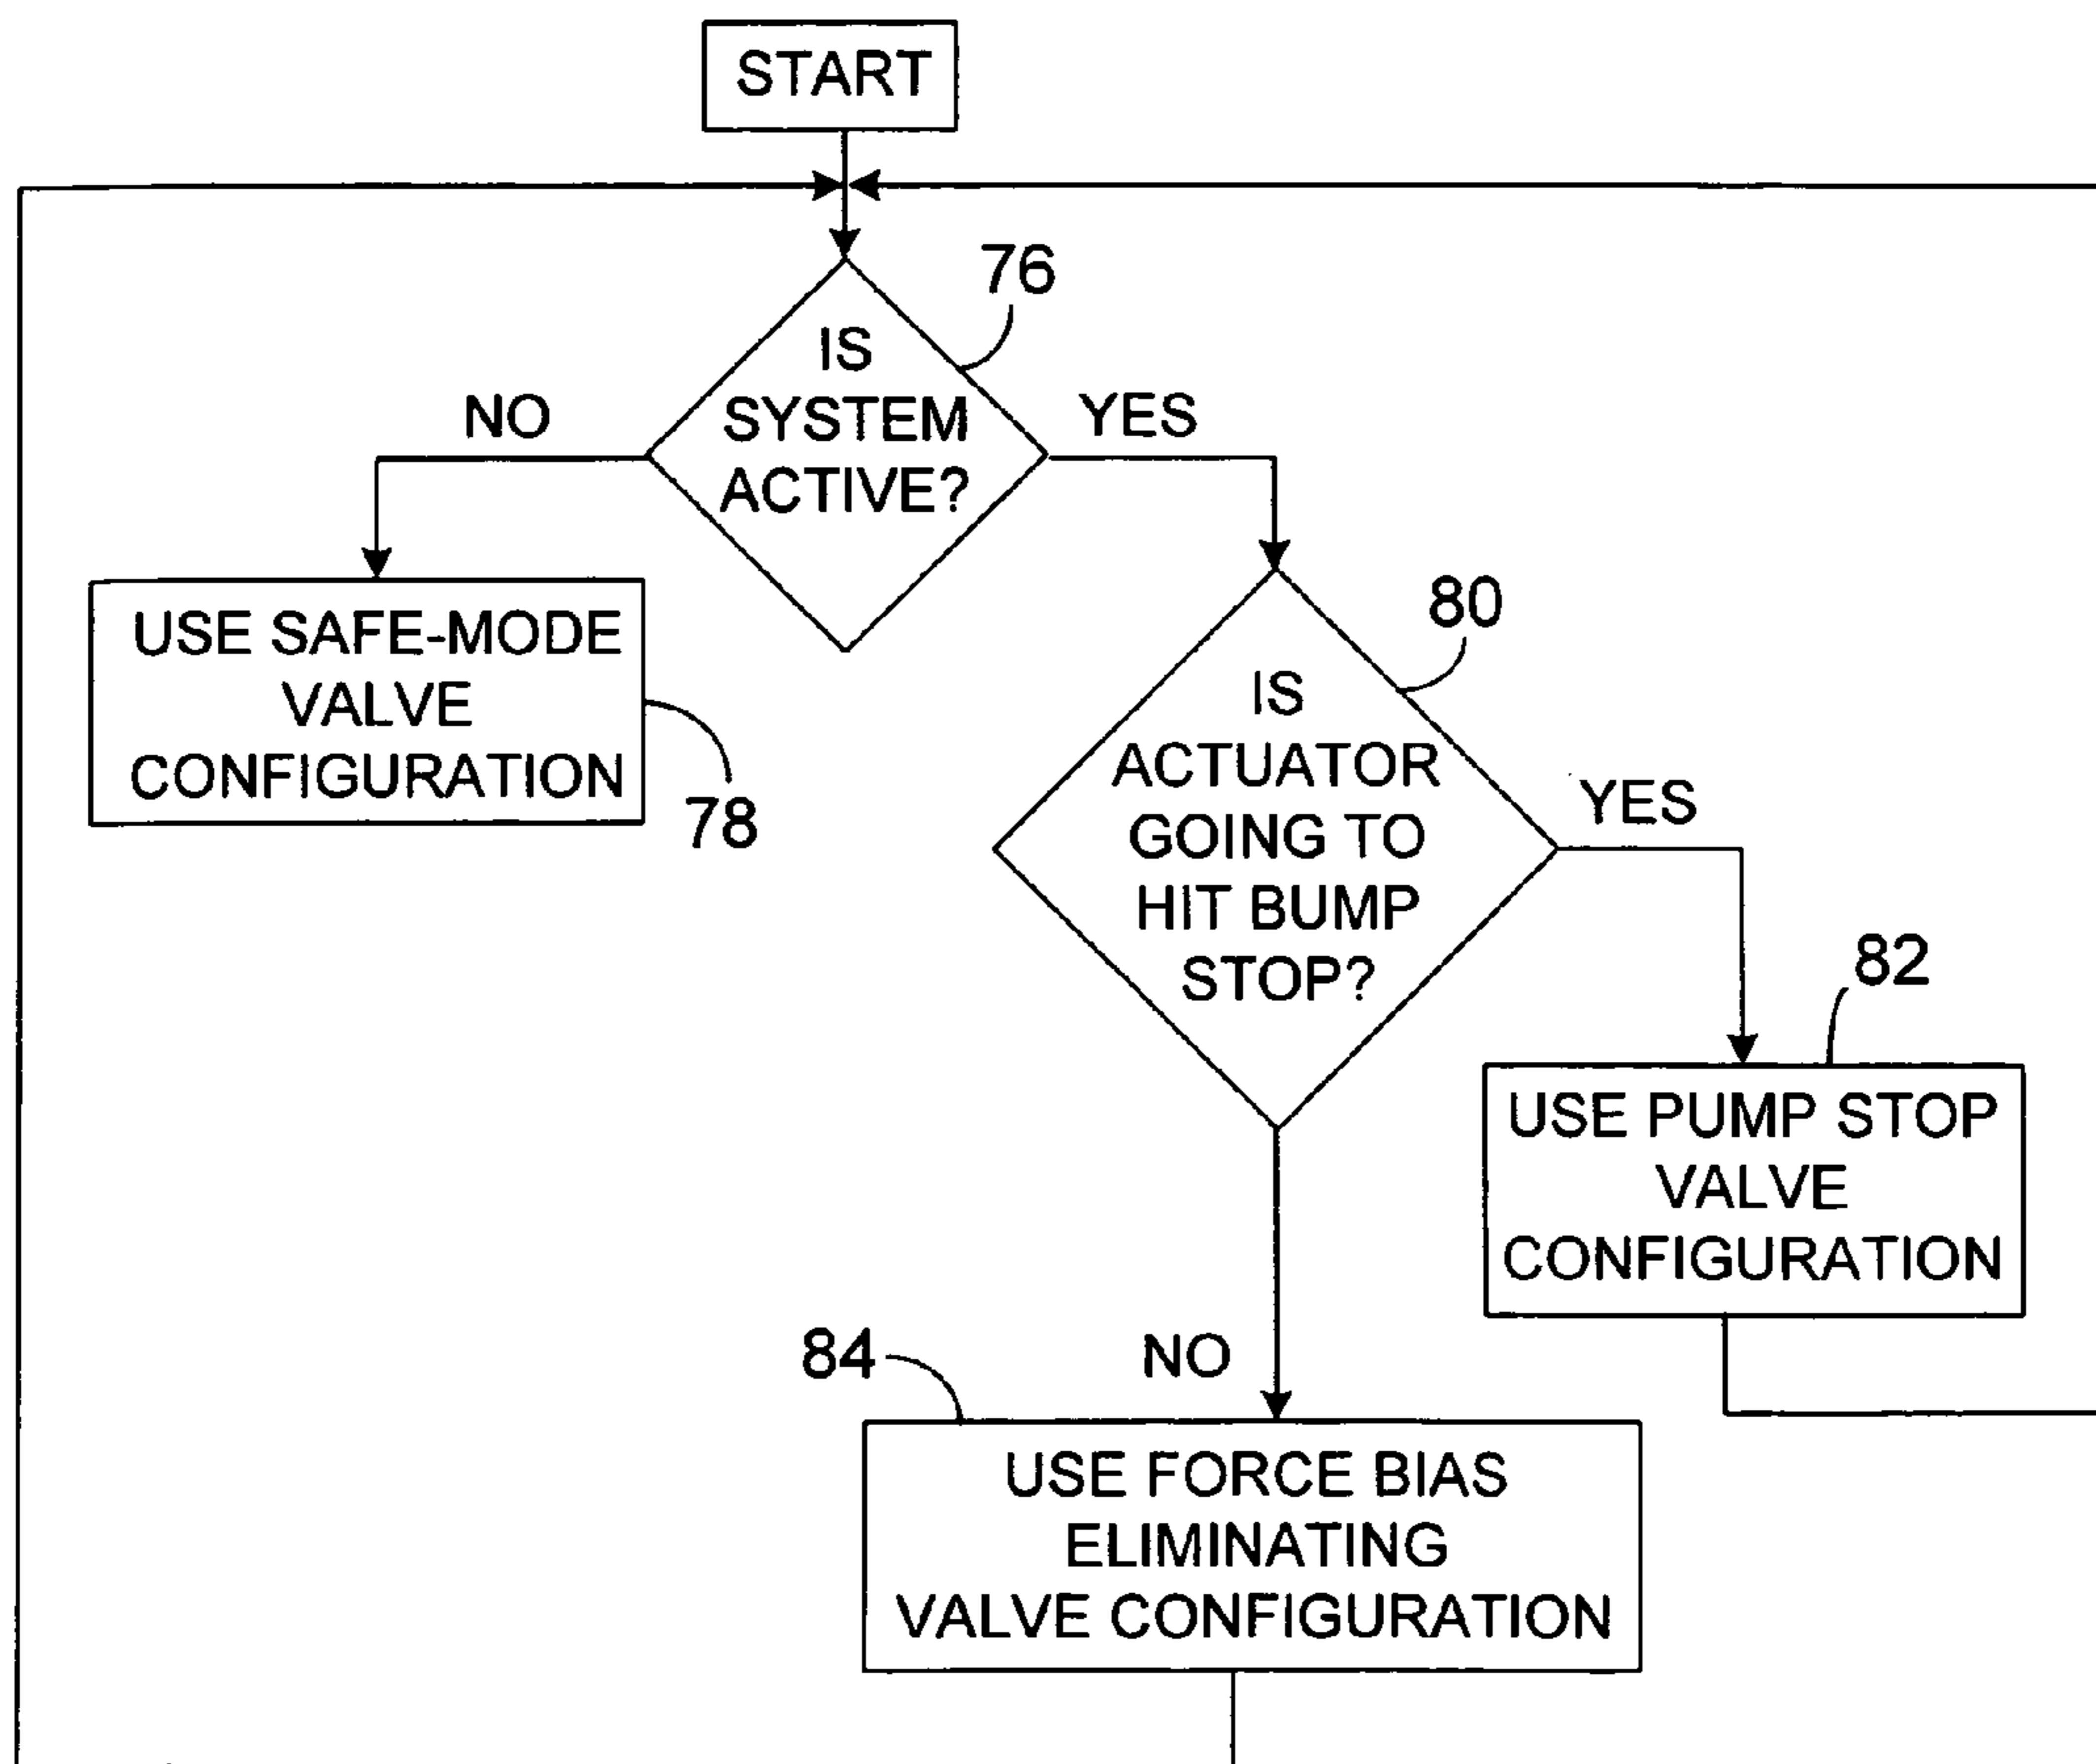 START
76
IS
SYSTEM
ACTIVE?
NO
YES
USE SAFE-MODE
VALVE
CONFIGURATION
78
80
IS
ACTUATOR
GOING TO
HIT BUMP
STOP?
YES
82
USE PUMP STOP
VALVE
CONFIGURATION
84
NO
USE FORCE BIAS
ELIMINATING
VALVE CONFIGURATION